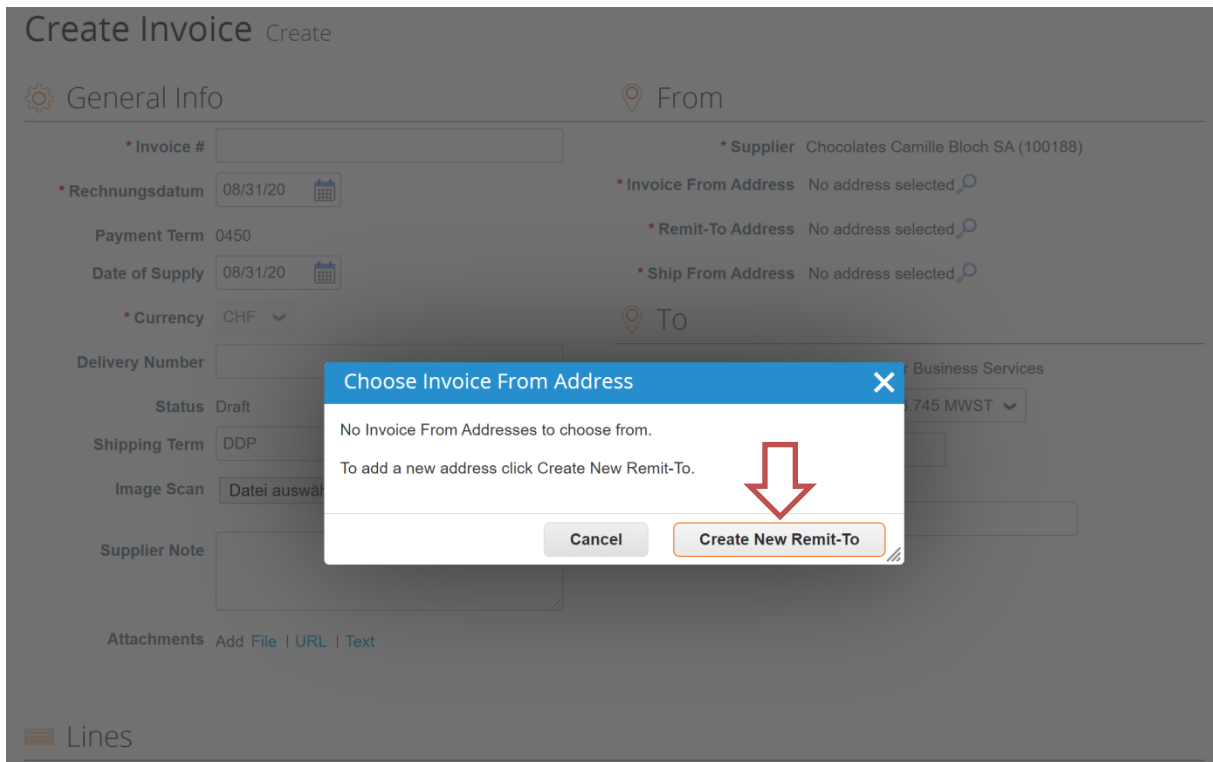 Create Invoice Create
General Info
* Invoice #
* Rechnungsdatum 08/31/20
Payment Term 0450
Date of Supply 08/31/20
* Currency CHF
Delivery Number
Status Draft
Shipping Term DDP
Image Scan Datei auswäl
Supplier Note
Attachments Add File | URL | Text
From
* Supplier Chocolates Camille Bloch SA (100188)
* Invoice From Address No address selected
* Remit-To Address No address selected
* Ship From Address No address selected
To
Business Services
.745 MWST
Choose Invoice From Address
No Invoice From Addresses to choose from.
To add a new address click Create New Remit-To.
Cancel
Create New Remit-To
Lines